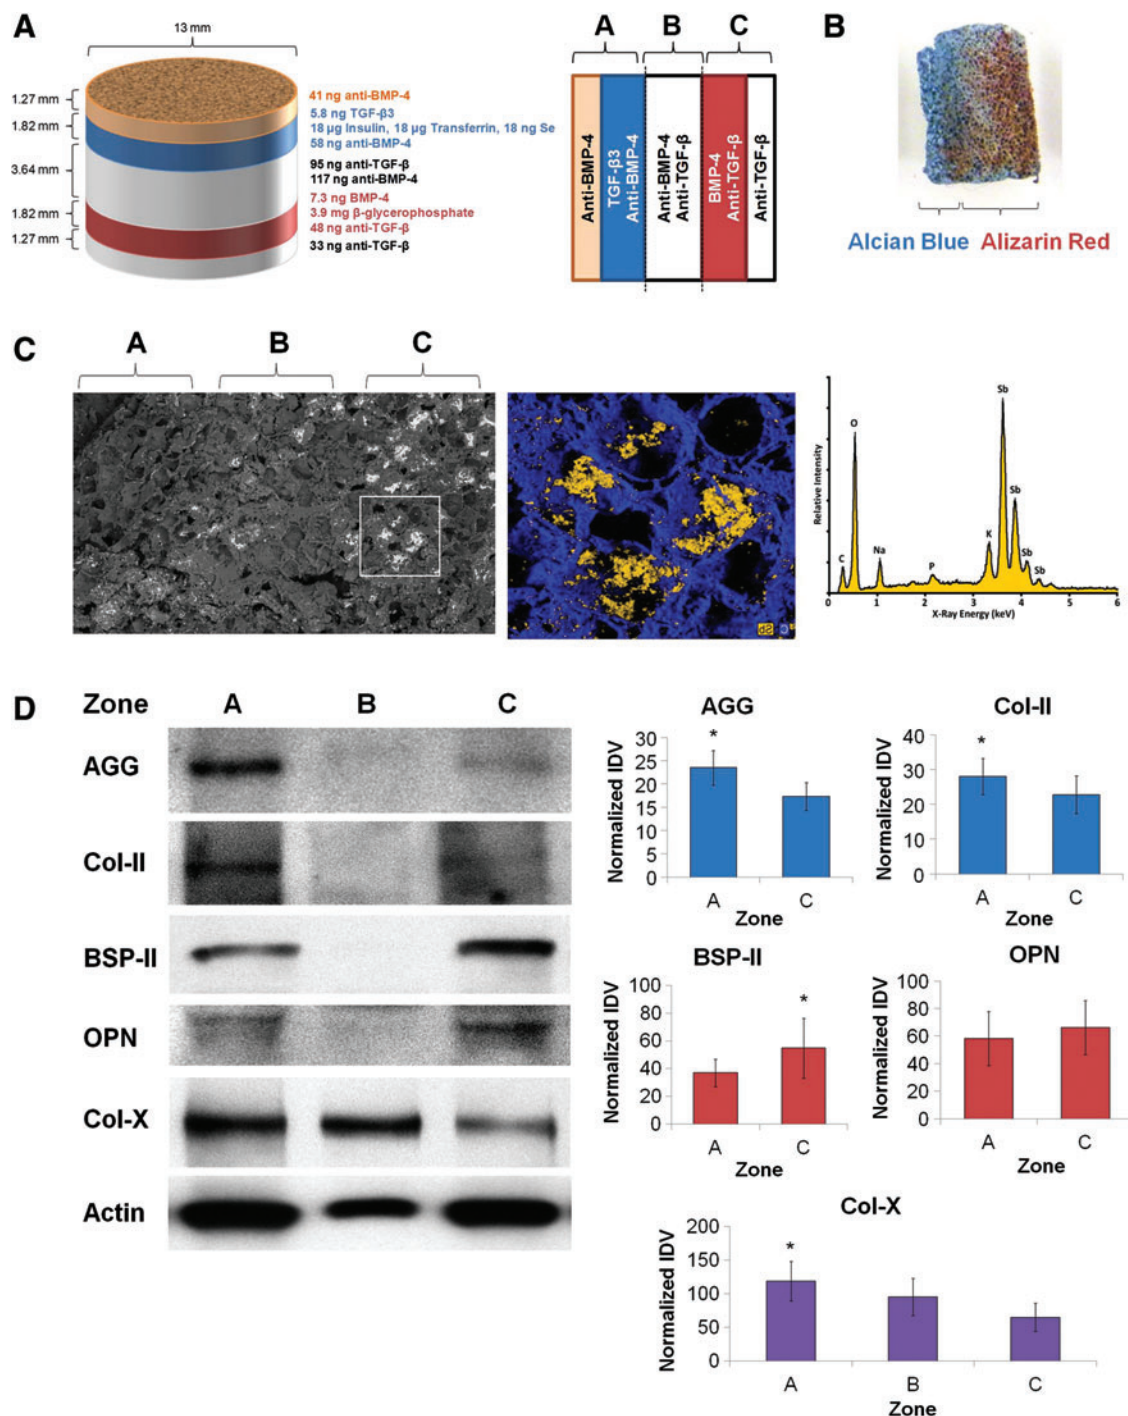 A
13 mm
1.27 mm
1.82 mm
3.64 mm
1.82 mm
1.27 mm
41 ng anti-BMP-4
5.8 ng TGF-β3
18 µg Insulin, 18 µg Transferrin, 18 ng Se
58 ng anti-BMP-4
95 ng anti-TGF-β
117 ng anti-BMP-4
7.3 ng BMP-4
3.9 mg β-glycerophosphate
48 ng anti-TGF-β
33 ng anti-TGF-β
A B C
Anti-BMP-4
TGF-β3
Anti-BMP-4
Anti-BMP-4
Anti-TGF-β
BMP-4
Anti-TGF-β
Anti-TGF-β
B
Alcian Blue Alizarin Red
C
A B C
Relative Intensity
C
O
Na
P
K
Sb
Sb
Sb
Sb
0 1 2 3 4 5 6
X-Ray Energy (keV)
D
Zone A B C
AGG
Col-II
BSP-II
OPN
Col-X
Actin
AGG
Normalized IDV
30
25
20
15
10
5
0
*
A C
Zone
Col-II
Normalized IDV
40
30
20
10
0
*
A C
Zone
BSP-II
Normalized IDV
100
80
60
40
20
0
*
A C
Zone
OPN
Normalized IDV
100
80
60
40
20
0
A C
Zone
Col-X
Normalized IDV
200
150
100
50
0
*
A B C
Zone